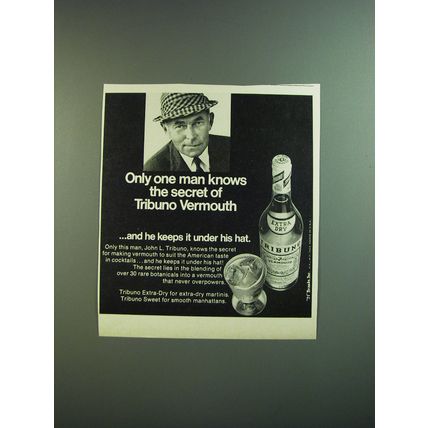 Only one man knows
the secret of
Tribuno Vermouth
...and he keeps it under his hat.
Only this man, John L. Tribuno, knows the secret
for making vermouth to suit the American taste
in cocktails...and he keeps it under his hat!
The secret lies in the blending of
over 30 rare botanicals into a vermouth
that never overpowers.
Tribuno Extra-Dry for extra-dry martinis.
Tribuno Sweet for smooth manhattans.
EXTRA
DRY
TRIBUNO
VERMOUTH